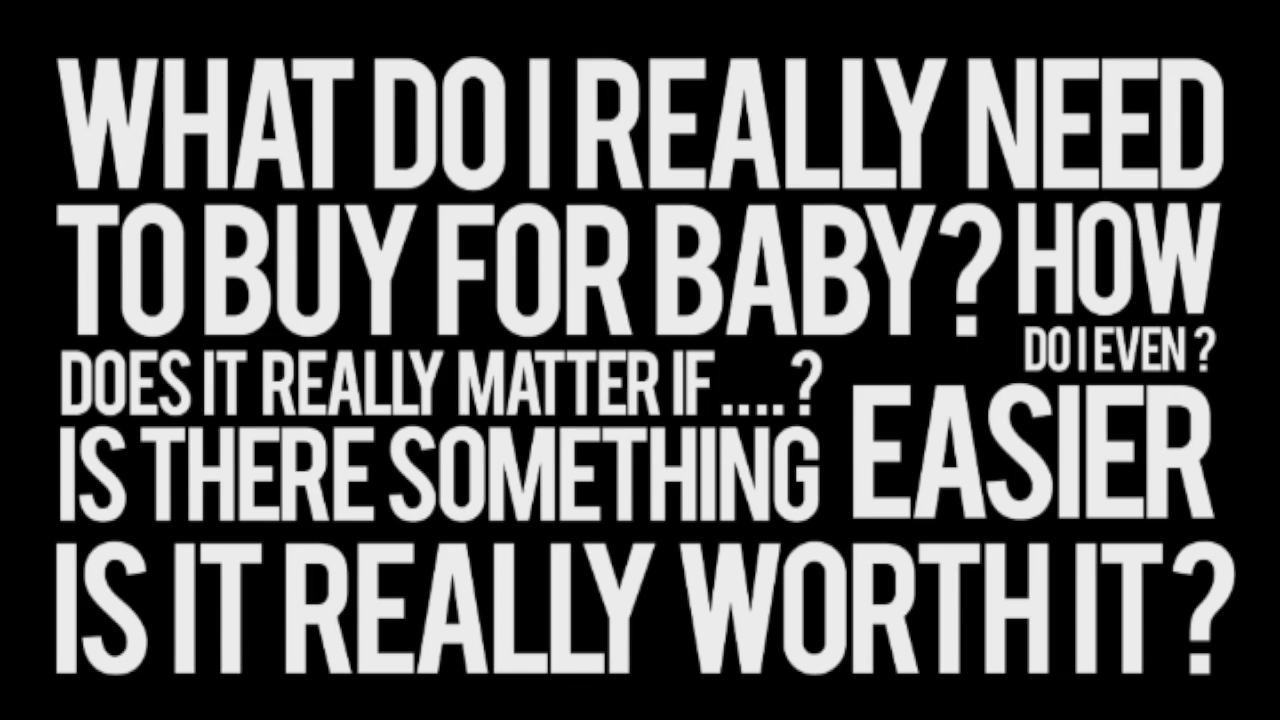 WHAT DO I REALLY NEED
TO BUY FOR BABY? HOW
DO I EVEN ?
DOES IT REALLY MATTER IF ....?
IS THERE SOMETHING EASIER
IS IT REALLY WORTH IT?